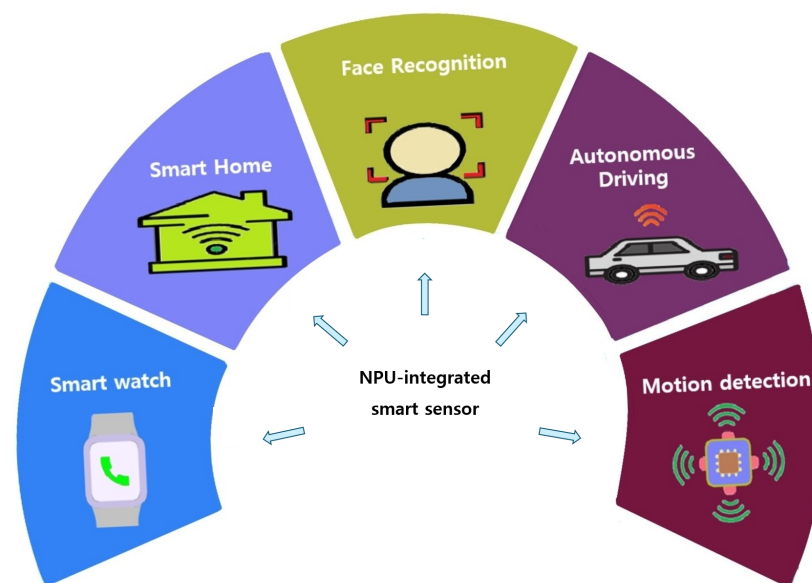 Face Recognition
Smart Home
Autonomous
Driving
Smart watch
NPU-integrated
smart sensor
Motion detection